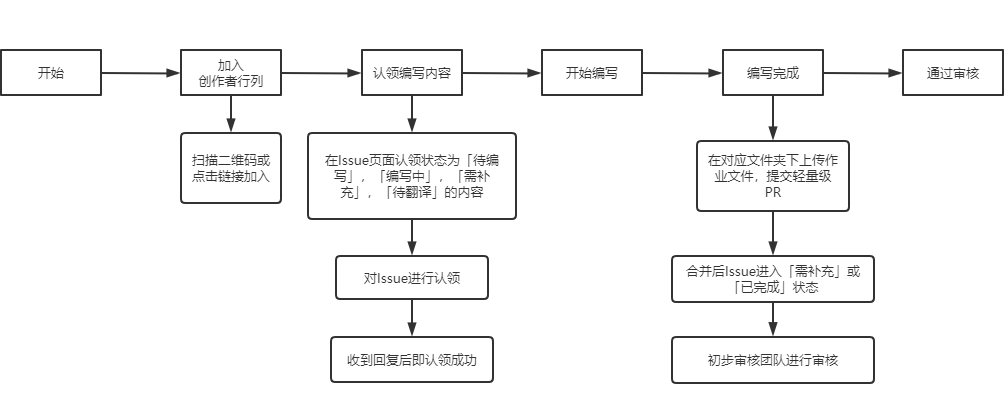 开始
加入
创作者行列
认领编写内容
开始编写
编写完成
通过审核
扫描二维码或
点击链接加入
在Issue页面认领状态为「待编
写」，「编写中」，「需补
充」，「待翻译」的内容
对Issue进行认领
收到回复后即认领成功
在对应文件夹下上传作
业文件，提交轻量级
PR
合并后Issue进入「需补充」或
「已完成」状态
初步审核团队进行审核